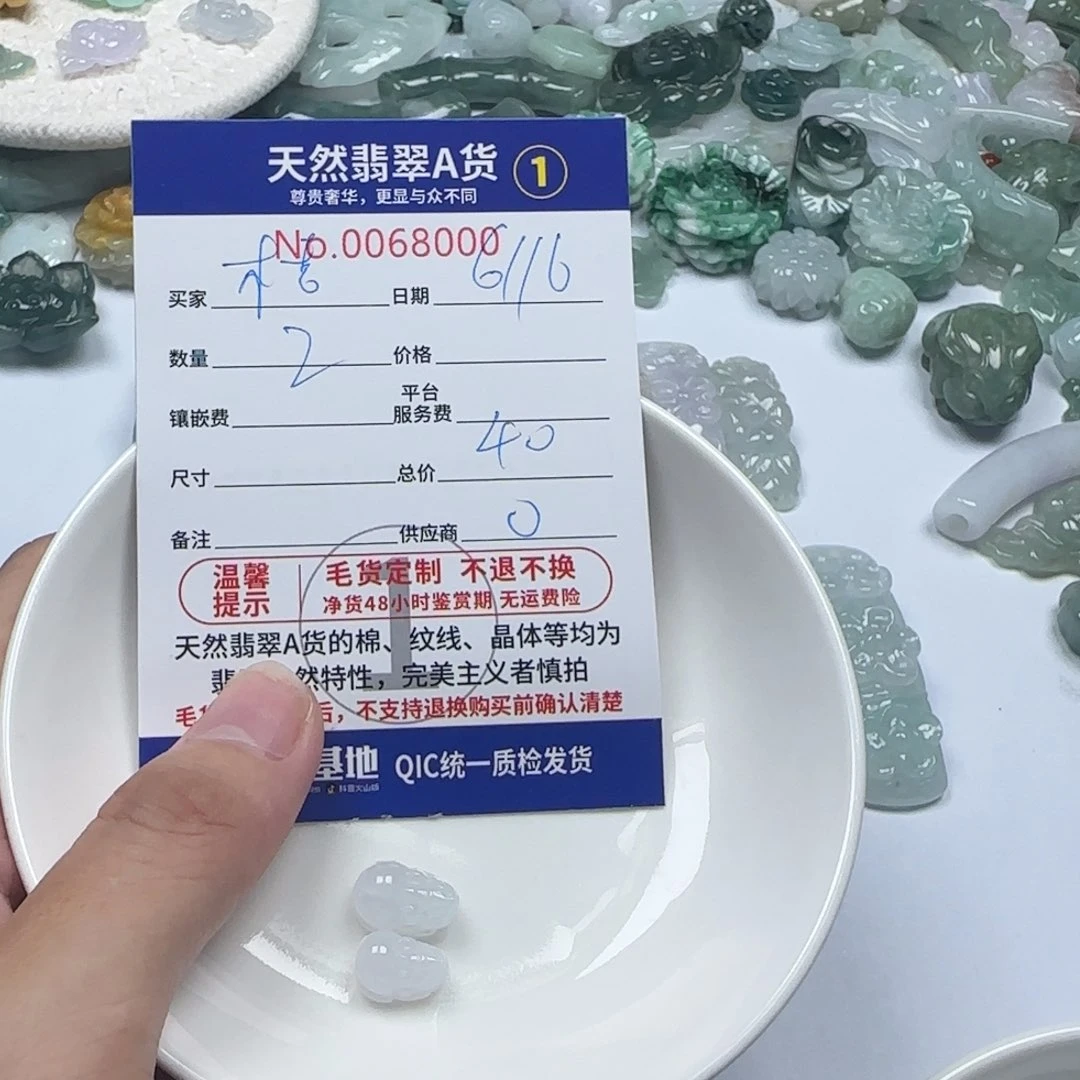 天然翡翠A货 1
尊贵奢华，更显与众不同
No.0068000
买家 日期 6/16
数量 2 价格
镶嵌费 平台服务费
尺寸 总价 40
备注 供应商 0
温馨提示 毛货定制 不退不换
净货48小时鉴赏期 无运费险
天然翡翠A货的棉、纹线、晶体等均为
翡 然特性，完美主义者慎拍
毛 后，不支持退换购买前确认清楚
基地 QIC统一质检发货